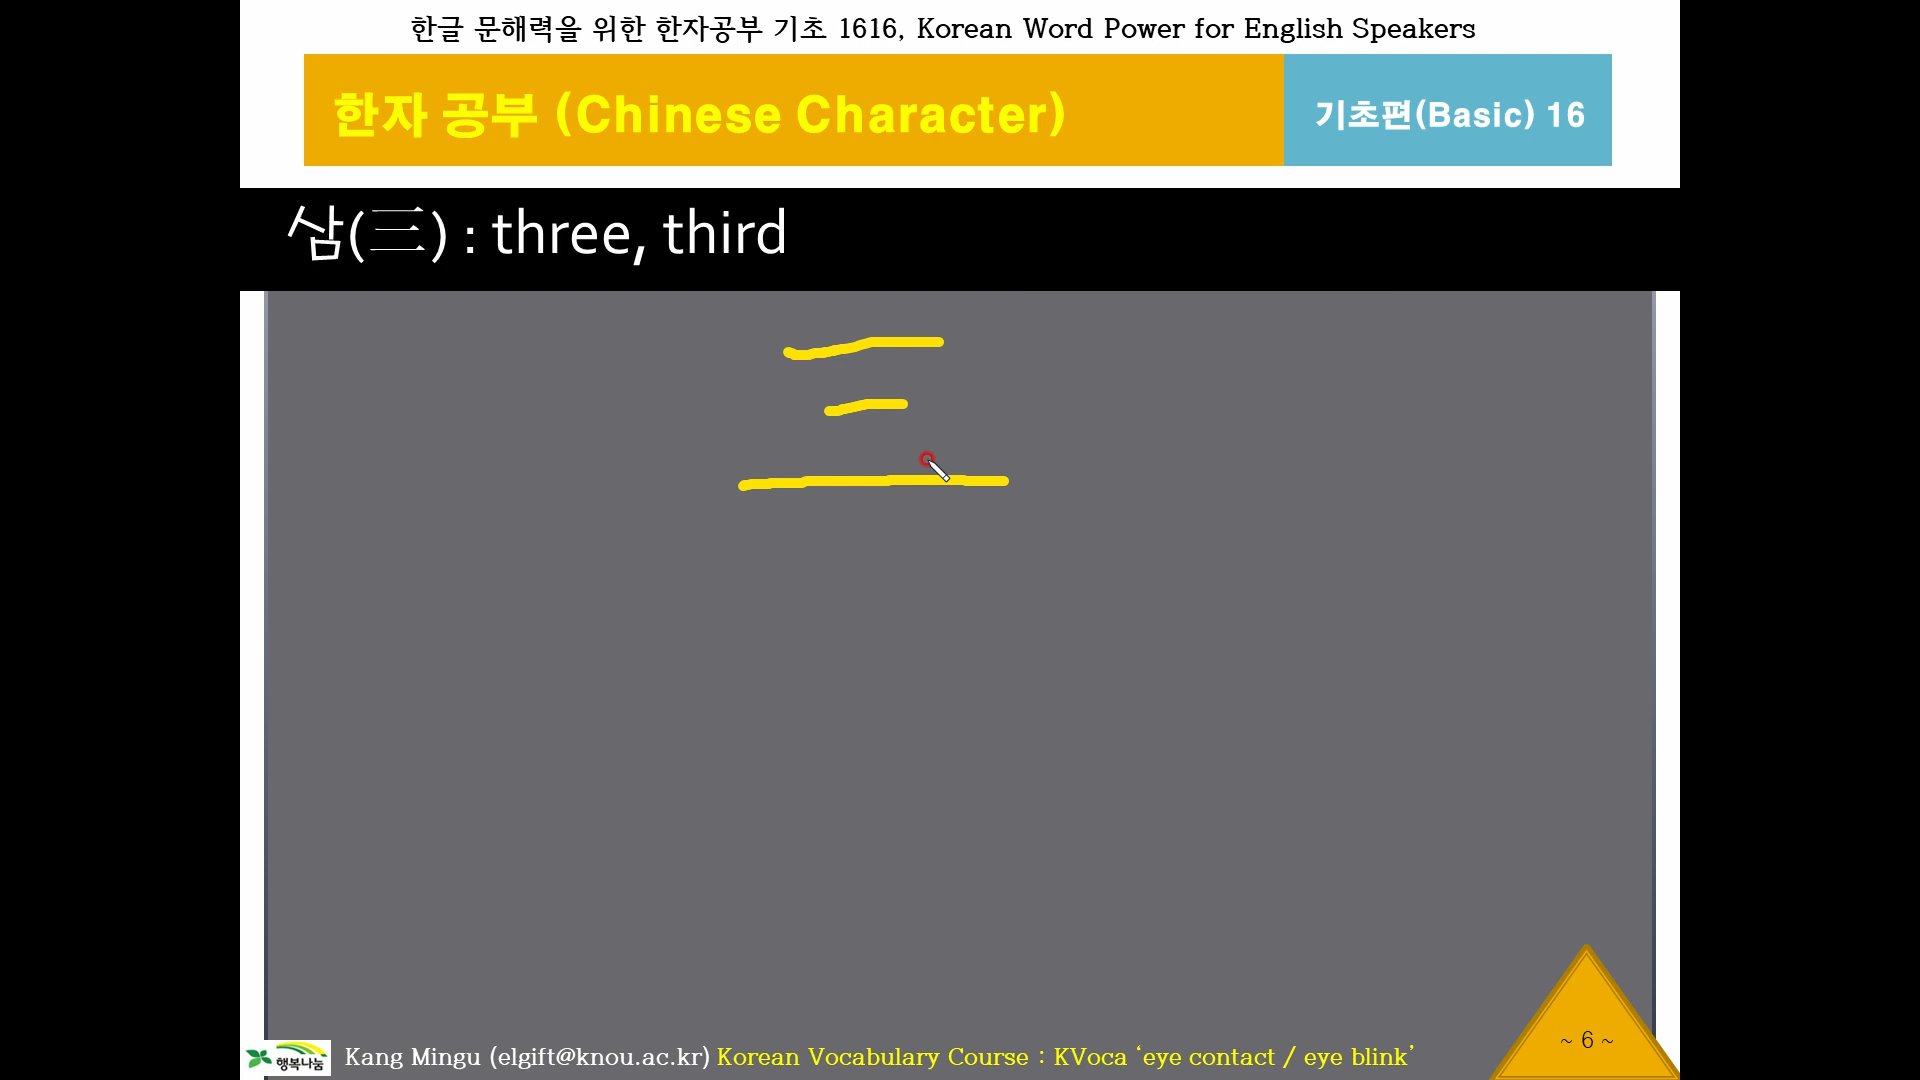 한글 문해력을 위한 한자공부 기초 1616, Korean Word Power for English Speakers
한자 공부 (Chinese Character)
기초편(Basic) 16
삼(三) : three, third
三
~ 6 ~
행복나눔
Kang Mingu (elgift@knou.ac.kr) Korean Vocabulary Course : KVoca ‘eye contact / eye blink’